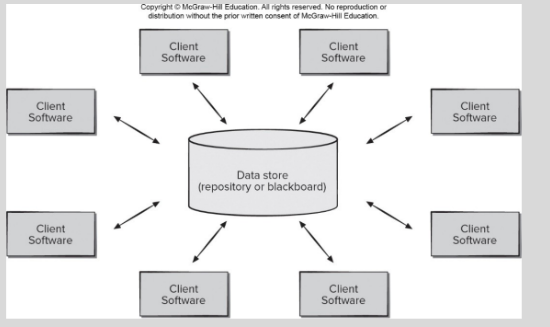 Copyright © McGraw-Hill Education. All rights reserved. No reproduction or
distribution without the prior written consent of McGraw-Hill Education.
Client
Software
Client
Software
Client
Software
Client
Software
Data store
(repository or blackboard)
Client
Software
Client
Software
Client
Software
Client
Software